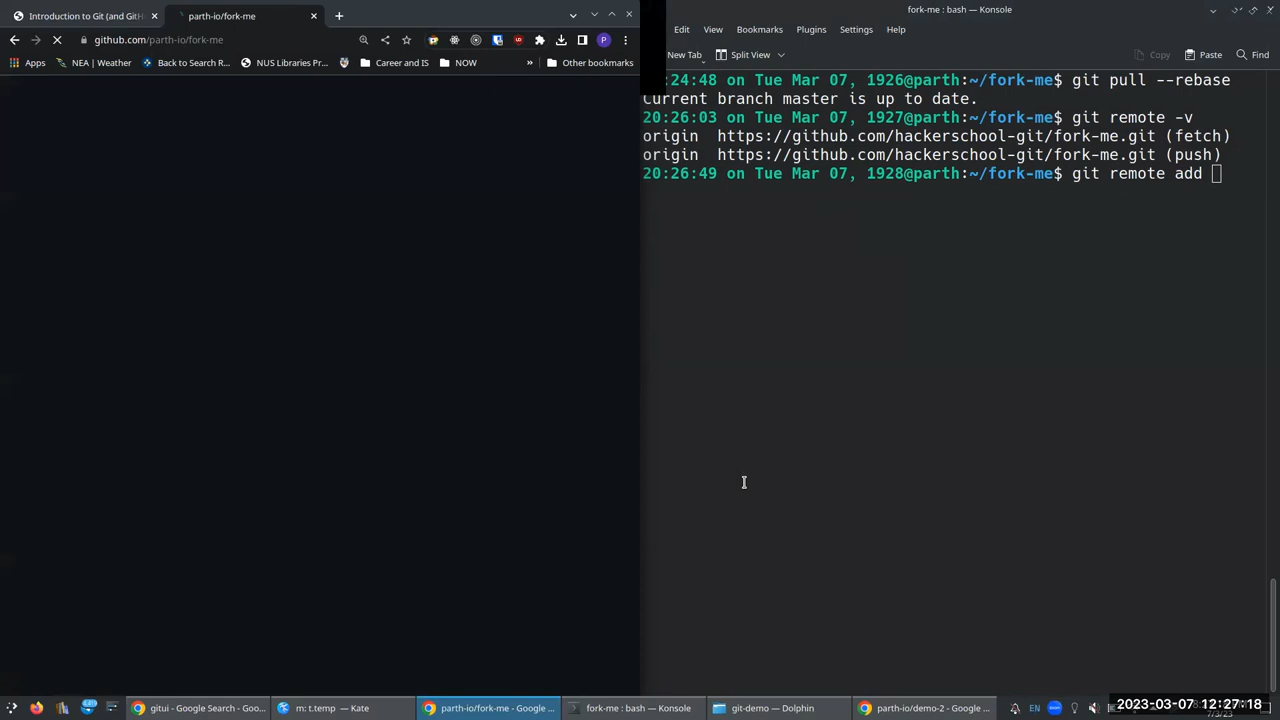 Introduction to Git (and GitH
parth-io/fork-me
github.com/parth-io/fork-me
Apps
NEA | Weather
Back to Search R...
NUS Libraries Pr...
Career and IS
NOW
»
Other bookmarks
fork-me : bash — Konsole
Edit
View
Bookmarks
Plugins
Settings
Help
New Tab
Split View
Copy
Paste
Find
:24:48 on Tue Mar 07, 1926@parth:~/fork-me$ git pull --rebase
Current branch master is up to date.
20:26:03 on Tue Mar 07, 1927@parth:~/fork-me$ git remote -v
origin  https://github.com/hackerschool-git/fork-me.git (fetch)
origin  https://github.com/hackerschool-git/fork-me.git (push)
20:26:49 on Tue Mar 07, 1928@parth:~/fork-me$ git remote add
gitui - Google Search - Goo...
m: t.temp — Kate
parth-io/fork-me - Google ...
fork-me : bash — Konsole
git-demo — Dolphin
parth-io/demo-2 - Google ...
EN
2023-03-07 12:27:18
7/3/23